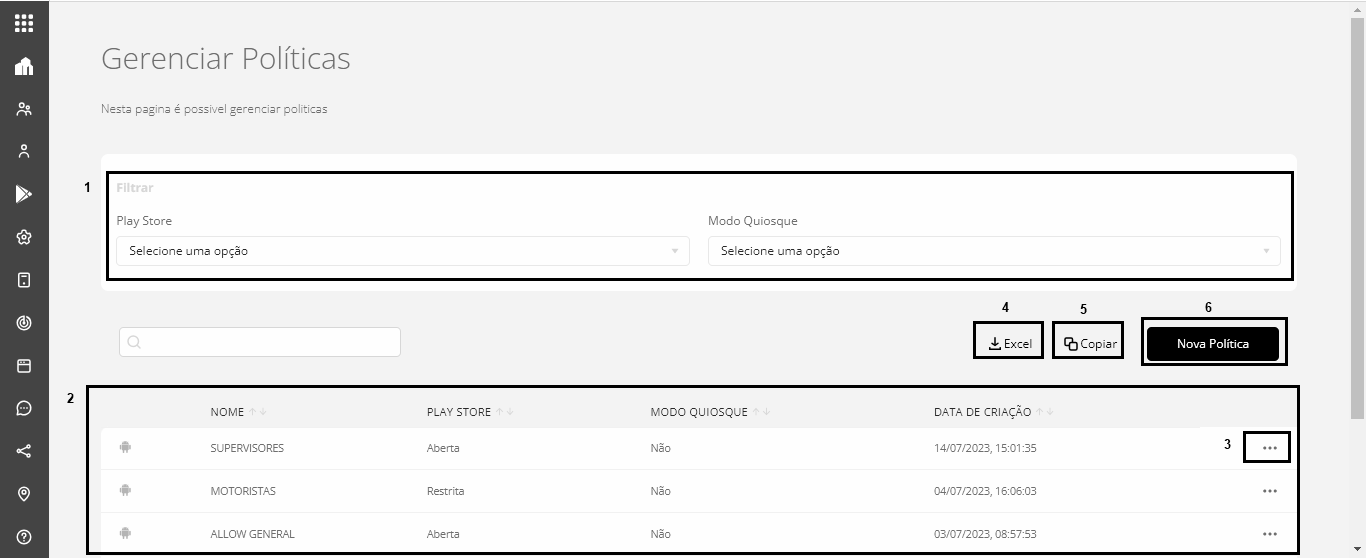 Gerenciar Políticas
Nesta pagina é possivel gerenciar politicas
1
Filtrar
Play Store Modo Quiosque
Selecione uma opção Selecione uma opção
4 5 6
Excel Copiar Nova Política
2
NOME PLAY STORE MODO QUIOSQUE DATA DE CRIAÇÃO
SUPERVISORES Aberta Não 14/07/2023, 15:01:35 3 •••
MOTORISTAS Restrita Não 04/07/2023, 16:06:03 •••
ALLOW GENERAL Aberta Não 03/07/2023, 08:57:53 •••